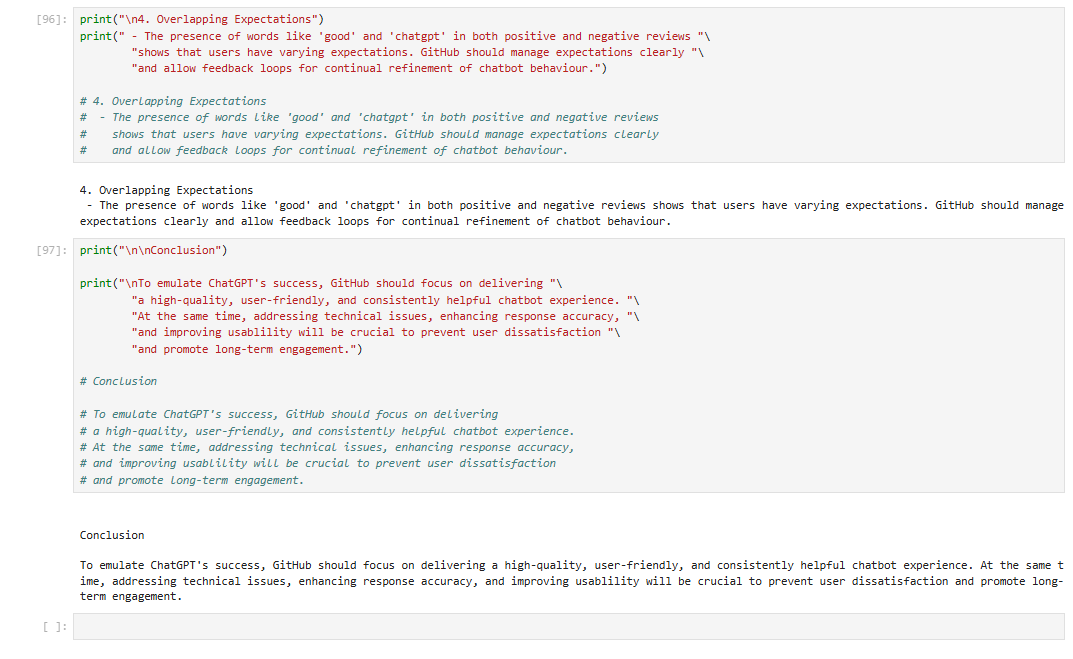 [96]: print("\n4. Overlapping Expectations")
print(" - The presence of words like 'good' and 'chatgpt' in both positive and negative reviews "\
"shows that users have varying expectations. GitHub should manage expectations clearly "\
"and allow feedback loops for continual refinement of chatbot behaviour.")
# 4. Overlapping Expectations
#  - The presence of words like 'good' and 'chatgpt' in both positive and negative reviews
#    shows that users have varying expectations. GitHub should manage expectations clearly
#    and allow feedback loops for continual refinement of chatbot behaviour.
4. Overlapping Expectations
- The presence of words like 'good' and 'chatgpt' in both positive and negative reviews shows that users have varying expectations. GitHub should manage
expectations clearly and allow feedback loops for continual refinement of chatbot behaviour.
[97]: print("\n\nConclusion")
print("\nTo emulate ChatGPT's success, GitHub should focus on delivering "\
"a high-quality, user-friendly, and consistently helpful chatbot experience. "\
"At the same time, addressing technical issues, enhancing response accuracy, "\
"and improving usablility will be crucial to prevent user dissatisfaction "\
"and promote long-term engagement.")
# Conclusion
# To emulate ChatGPT's success, GitHub should focus on delivering
# a high-quality, user-friendly, and consistently helpful chatbot experience.
# At the same time, addressing technical issues, enhancing response accuracy,
# and improving usablility will be crucial to prevent user dissatisfaction
# and promote long-term engagement.
Conclusion
To emulate ChatGPT's success, GitHub should focus on delivering a high-quality, user-friendly, and consistently helpful chatbot experience. At the same t
ime, addressing technical issues, enhancing response accuracy, and improving usablility will be crucial to prevent user dissatisfaction and promote long-
term engagement.
[ ]: